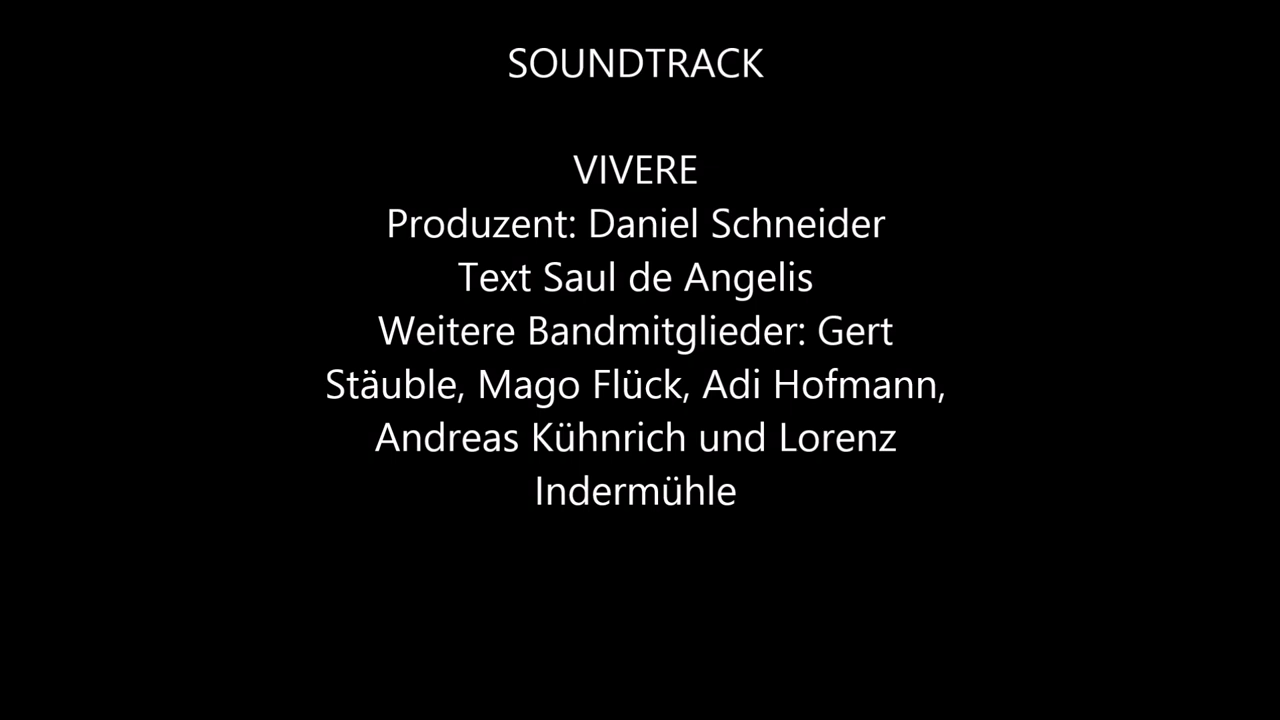 SOUNDTRACK
VIVERE
Produzent: Daniel Schneider
Text Saul de Angelis
Weitere Bandmitglieder: Gert
Stäuble, Mago Flück, Adi Hofmann,
Andreas Kühnrich und Lorenz
Indermühle